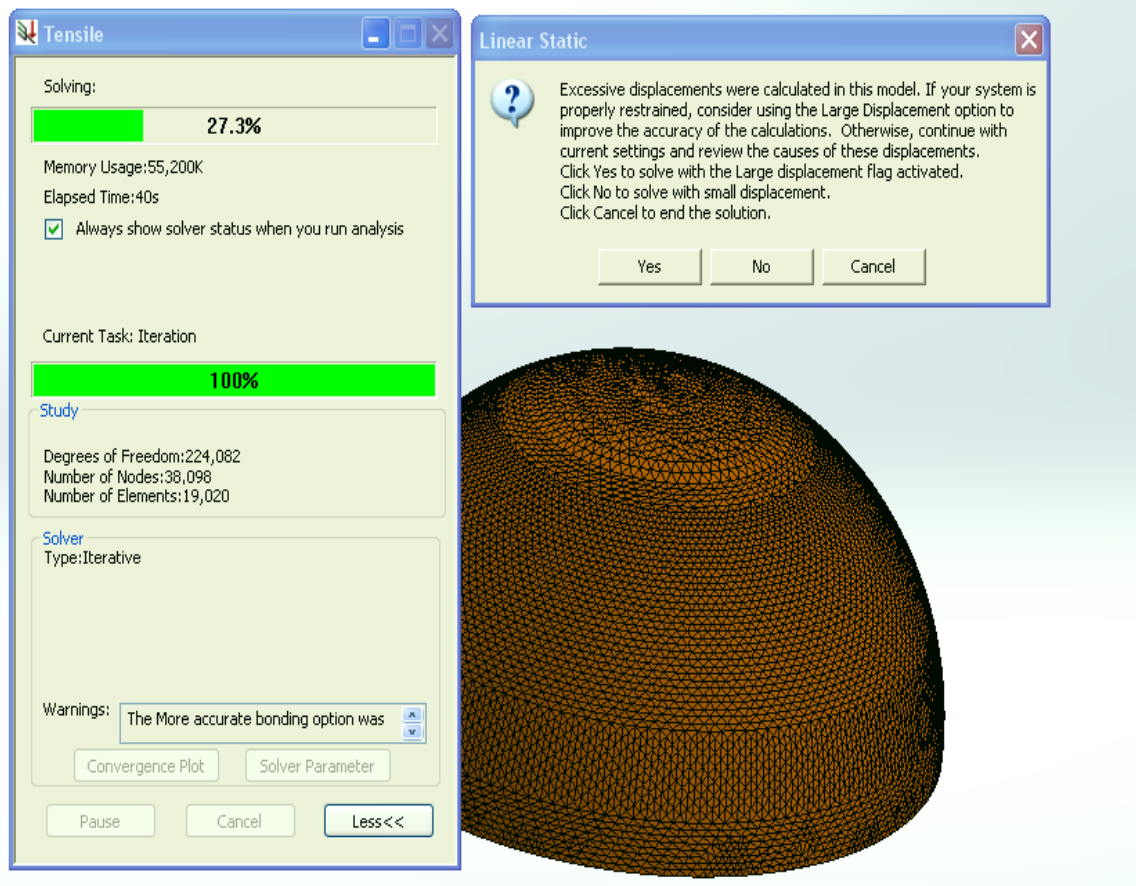 Tensile
Solving:
27.3%
Memory Usage:55,200K
Elapsed Time:40s
Always show solver status when you run analysis
Current Task: Iteration
100%
Study
Degrees of Freedom:224,082
Number of Nodes:38,098
Number of Elements:19,020
Solver
Type:Iterative
Warnings:
The More accurate bonding option was
Convergence Plot
Solver Parameter
Pause
Cancel
Less<<
Linear Static
Excessive displacements were calculated in this model. If your system is
properly restrained, consider using the Large Displacement option to
improve the accuracy of the calculations. Otherwise, continue with
current settings and review the causes of these displacements.
Click Yes to solve with the Large displacement flag activated.
Click No to solve with small displacement.
Click Cancel to end the solution.
Yes
No
Cancel